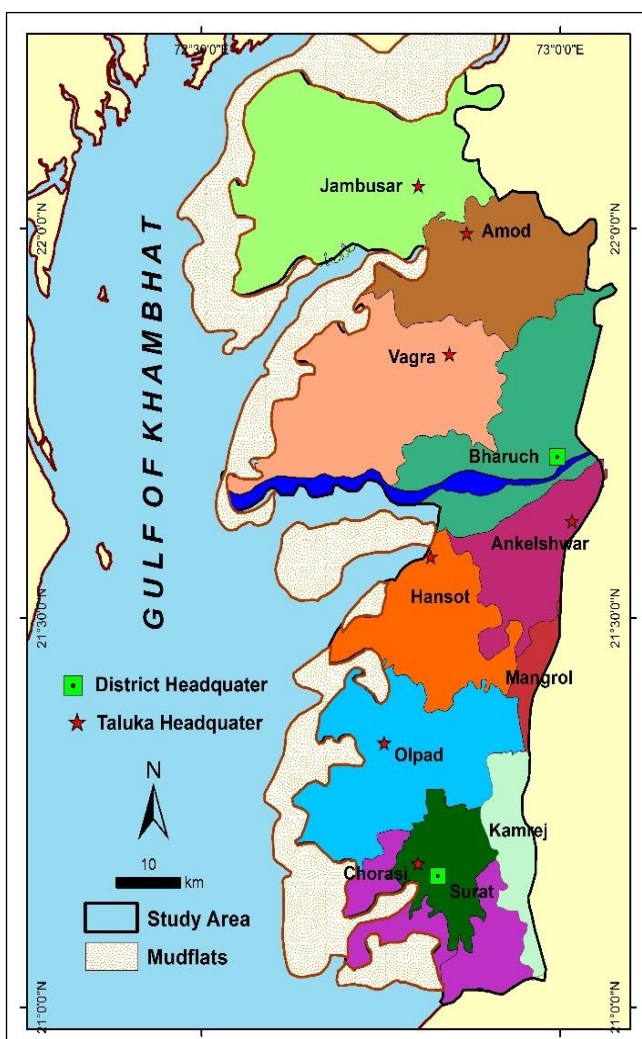 72°30'0"E
73°0'0"E
22°0'0"N
22°0'0"N
Jambusar
Amod
Vagra
Bharuch
GULF OF KHAMBHAT
Ankelshwar
Hansot
21°30'0"N
21°30'0"N
Mangrol
District Headquater
Taluka Headquater
Olpad
N
Kamrej
10
km
Chorasi
Surat
Study Area
Mudflats
21°0'0"N
21°0'0"N